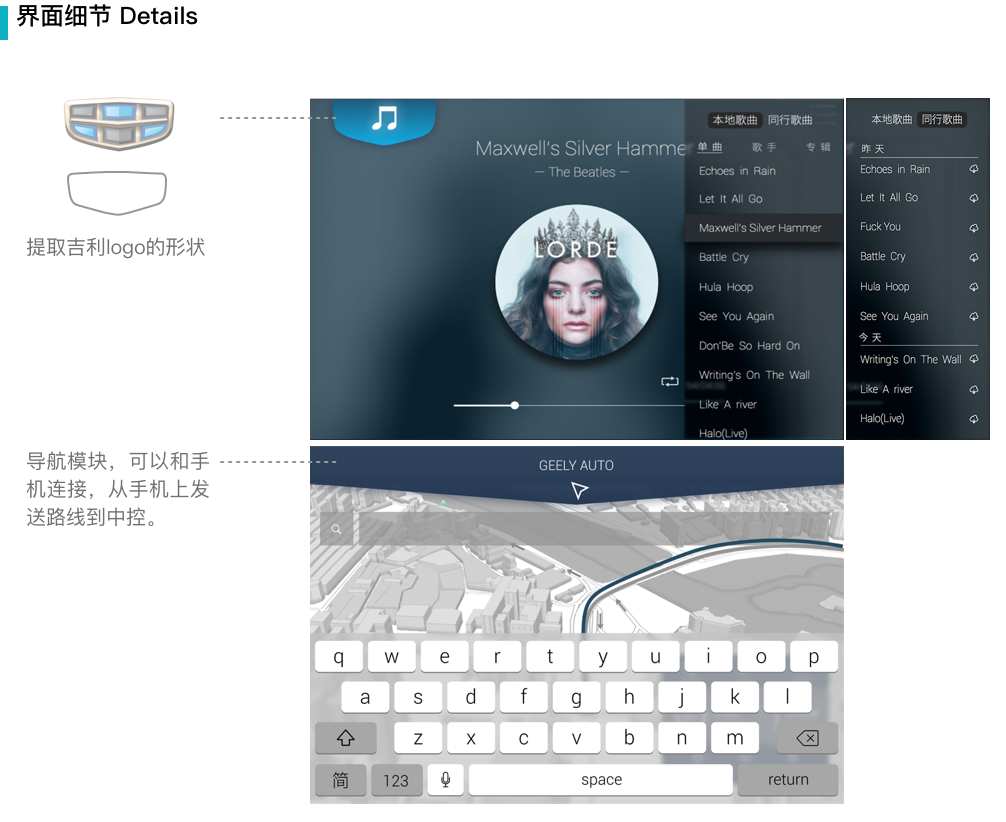 界面细节 Details
提取吉利logo的形状
Maxwell's Silver Hamme
— The Beatles —
LORDE
本地歌曲 同行歌曲
单曲 歌手 专辑
Echoes in Rain
Let It All Go
Maxwell's Silver Hammer
Battle Cry
Hula Hoop
See You Again
Don'Be So Hard On
Writing's On The Wall
Like A river
Halo(Live)
本地歌曲 同行歌曲
昨天
Echoes in Rain
Let It All Go
Fuck You
Battle Cry
Hula Hoop
See You Again
今天
Writing's On The Wall
Like A river
Halo(Live)
导航模块，可以和手
机连接，从手机上发
送路线到中控。
GEELY AUTO
q w e r t y u i o p
a s d f g h j k l
z x c v b n m
简 123 space return